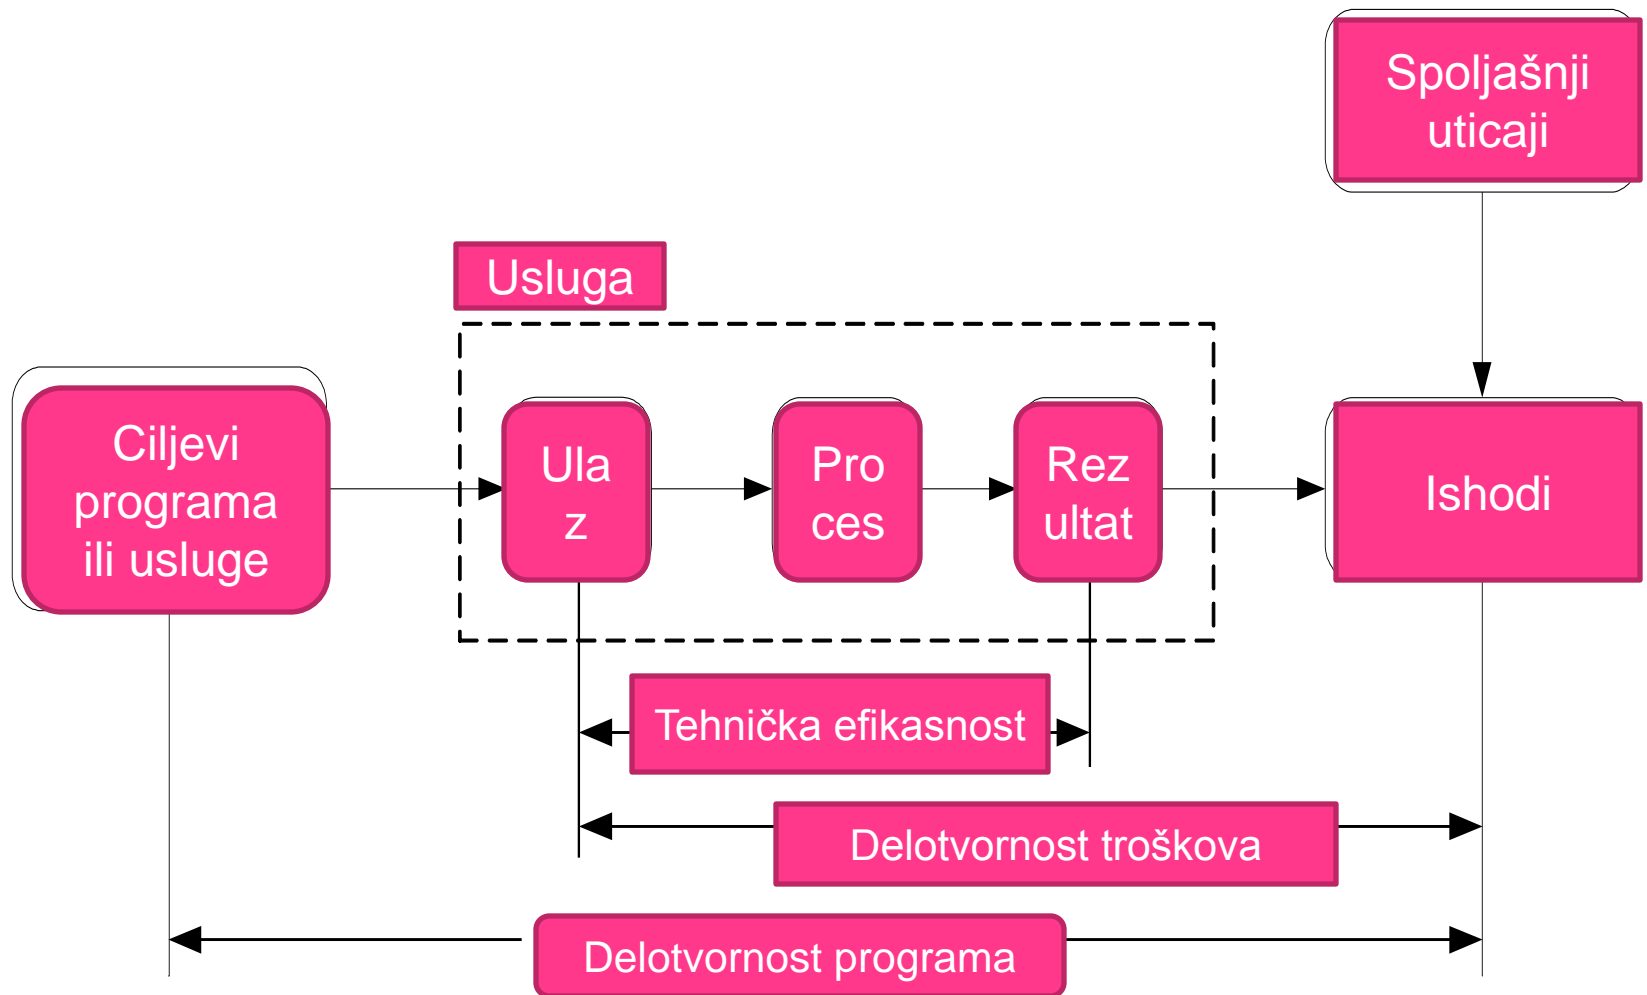 Spoljašnji
uticaji
Usluga
Ciljevi
programa
ili usluge
Ula
z
Pro
ces
Rez
ultat
Ishodi
Tehnička efikasnost
Delotvornost troškova
Delotvornost programa